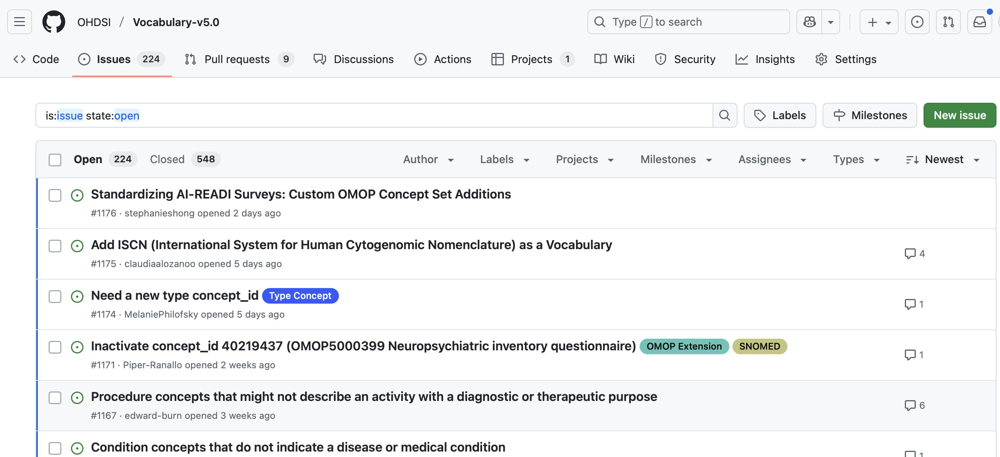 OHDSI / Vocabulary-v5.0 Type / to search
Code Issues 224 Pull requests 9 Discussions Actions Projects 1 Wiki Security Insights Settings
is:issue state:open Labels Milestones New issue
Open 224 Closed 548 Author Labels Projects Milestones Assignees Types Newest
Standardizing AI-READI Surveys: Custom OMOP Concept Set Additions
#1176 · stephanieshong opened 2 days ago
Add ISCN (International System for Human Cytogenomic Nomenclature) as a Vocabulary
4
#1175 · claudiaalozanoo opened 5 days ago
Need a new type concept_id Type Concept
1
#1174 · MelaniePhilofsky opened 5 days ago
Inactivate concept_id 40219437 (OMOP5000399 Neuropsychiatric inventory questionnaire) OMOP Extension SNOMED
1
#1171 · Piper-Ranallo opened 2 weeks ago
Procedure concepts that might not describe an activity with a diagnostic or therapeutic purpose
6
#1167 · edward-burn opened 3 weeks ago
Condition concepts that do not indicate a disease or medical condition
1